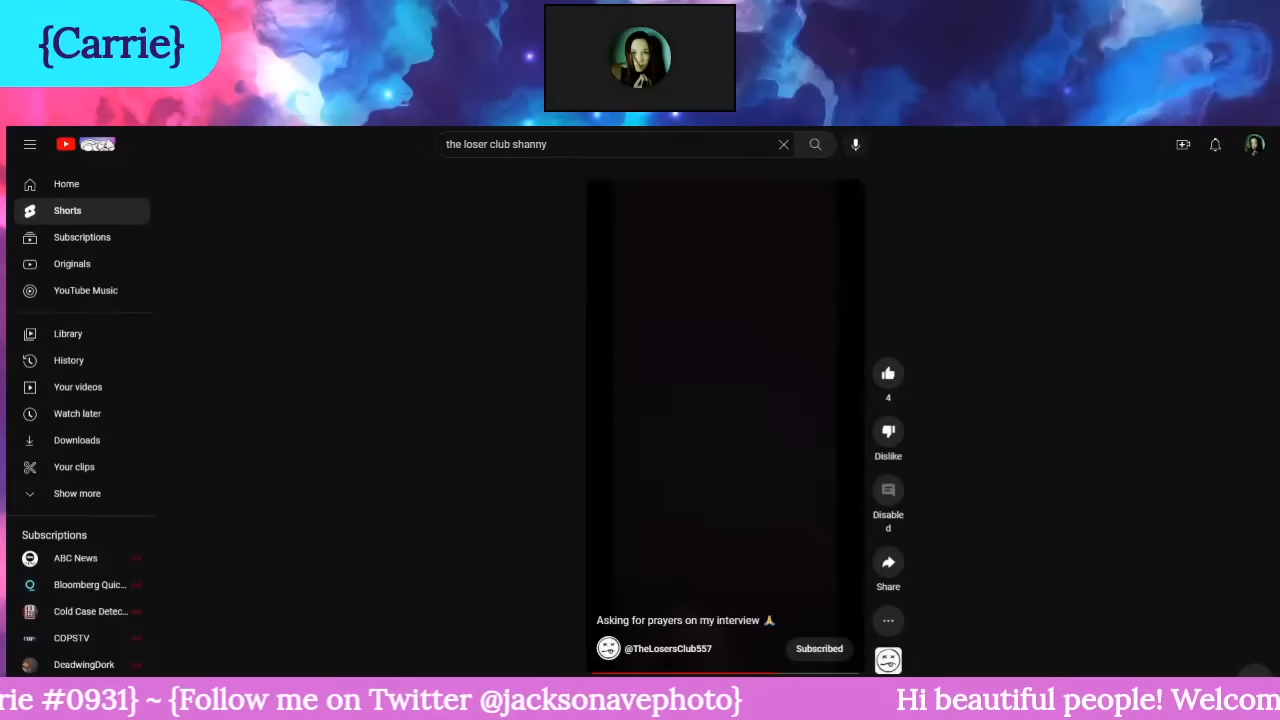 {Carrie}
the loser club shanny
Home
Shorts
Subscriptions
Originals
YouTube Music
Library
History
Your videos
Watch later
Downloads
Your clips
Show more
Subscriptions
ABC News
Bloomberg Quic...
Cold Case Detec...
COPSTV
DeadwingDork
4
Dislike
Disable
d
Share
Asking for prayers on my interview 🙏
@TheLosersClub557
Subscribed
rie #0931} ~ {Follow me on Twitter @jacksonavephoto} Hi beautiful people! Welcom